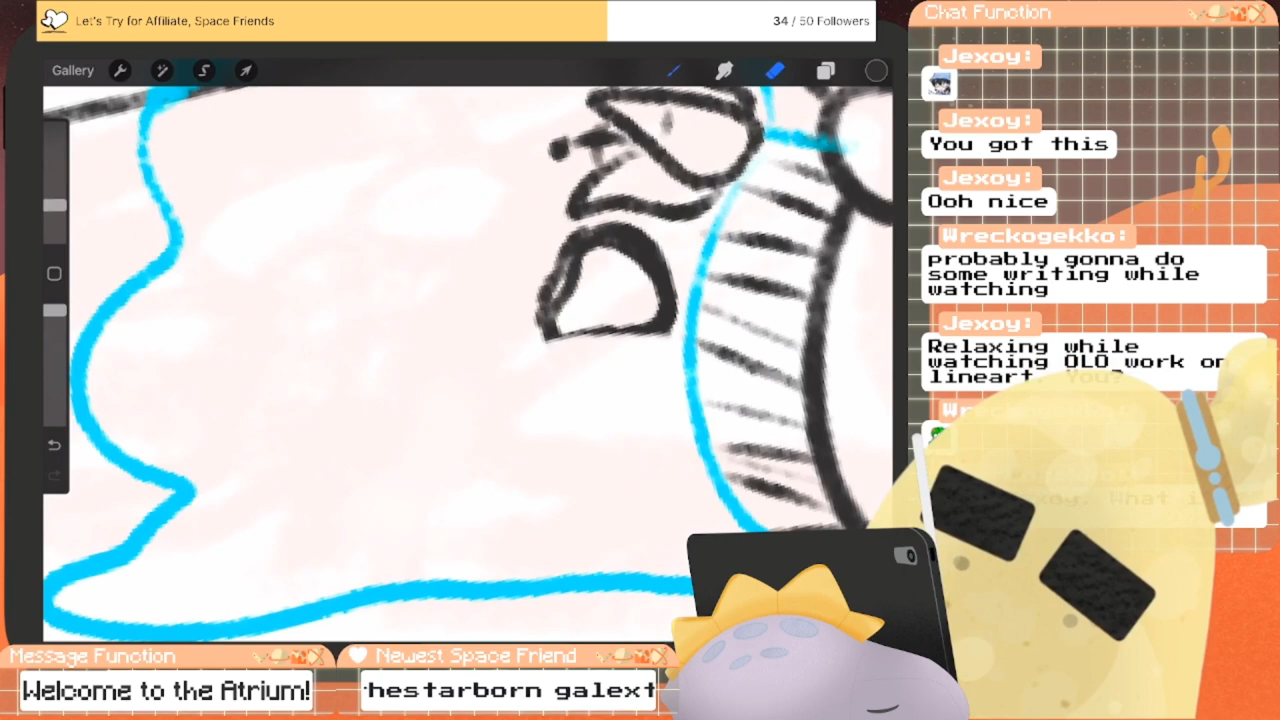 Let's Try for Affiliate, Space Friends
34 / 50 Followers
Gallery
Chat Function
Jexoy:
Jexoy:
You got this
Jexoy:
Ooh nice
Wreckogekko:
probably gonna do
some writing while
watching
Jexoy:
Relaxing while
watching OLO work on
lineart. You?
Message Function
Welcome to the Atrium!
Newest Space Friend
hestarborn galext